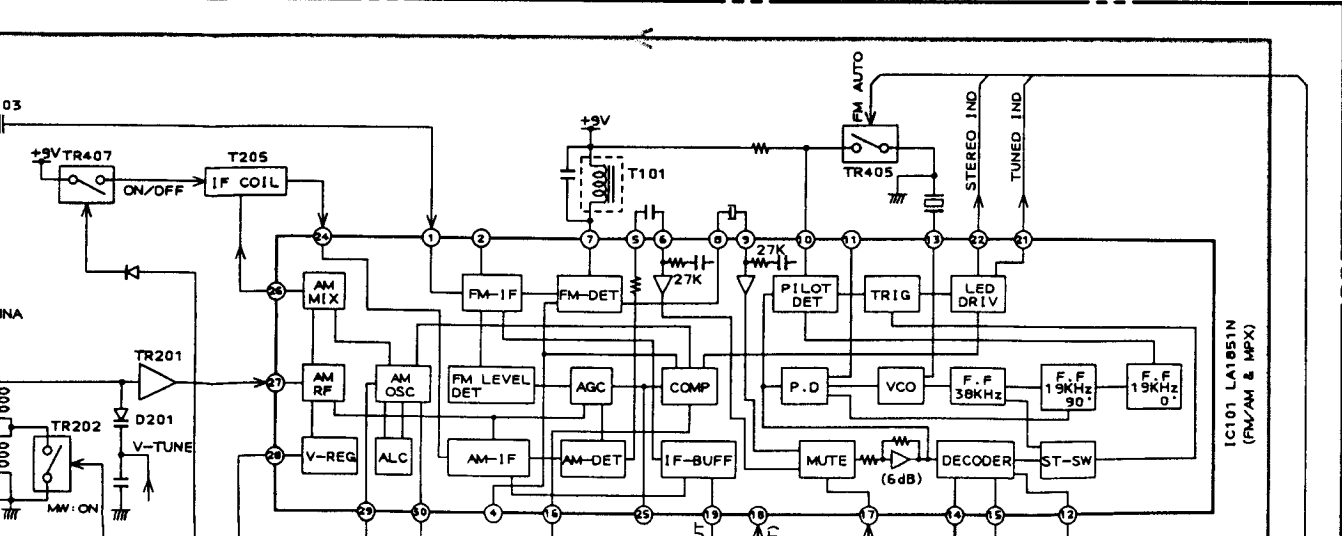 03
+9V
TR407
ON/OFF
T205
IF COIL
+9V
T101
FM AUTO
TR405
STEREO IND
TUNED IND
24
1
2
7
5
6
8
9
10
11
13
22
21
27K
27K
26
AM
MIX
FM-IF
FM-DET
PILOT
DET
TRIG
LED
DRIV
NA
TR201
27
AM
RF
AM
OSC
FM LEVEL
DET
AGC
COMP
P.D
VCO
F.F
38KHz
F.F
19KHz
90°
F.F
19KHz
0°
IC101 LA1851N
(FM/AM & MPX)
D201
TR202
V-TUNE
MW:ON
28
V-REG
ALC
AM-IF
AM-DET
IF-BUFF
MUTE
(6dB)
DECODER
ST-SW
29
30
4
16
25
19
18
17
14
15
12